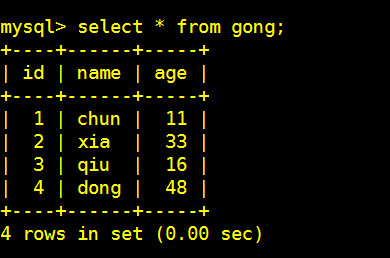 mysql> select * from gong;
+----+------+-----+
| id | name | age |
+----+------+-----+
|  1 | chun |  11 |
|  2 | xia  |  33 |
|  3 | qiu  |  16 |
|  4 | dong |  48 |
+----+------+-----+
4 rows in set (0.00 sec)